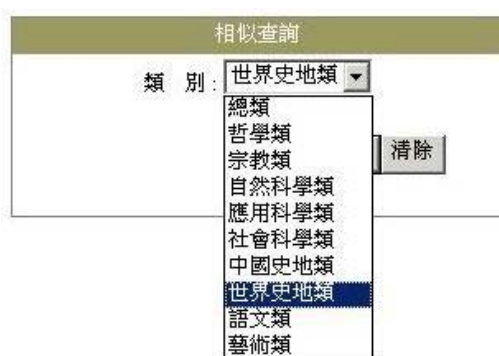 相似查詢
類 別 : 世界史地類
總類
哲學類
宗教類
清除
自然科學類
應用科學類
社會科學類
中國史地類
世界史地類
語文類
藝術類